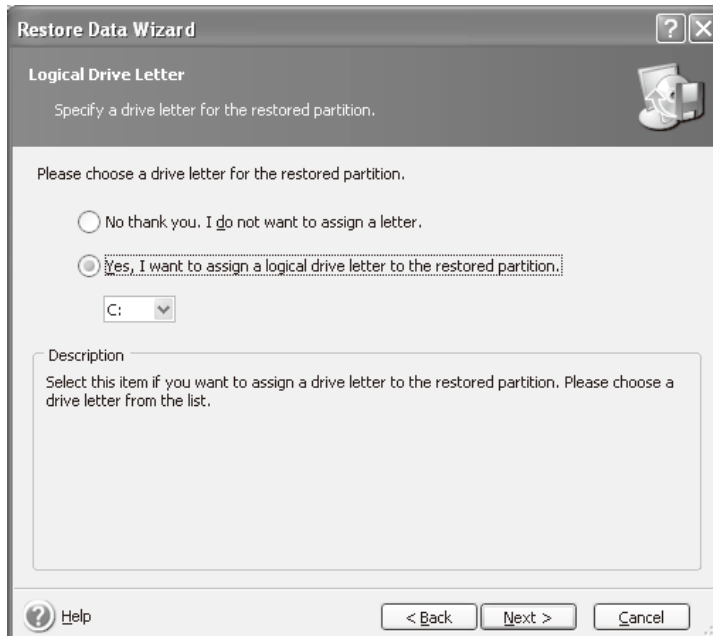 Restore Data Wizard
Logical Drive Letter
Specify a drive letter for the restored partition.
Please choose a drive letter for the restored partition.
No thank you. I do not want to assign a letter.
Yes, I want to assign a logical drive letter to the restored partition.
C:
Description
Select this item if you want to assign a drive letter to the restored partition. Please choose a
drive letter from the list.
Help
< Back
Next >
Cancel